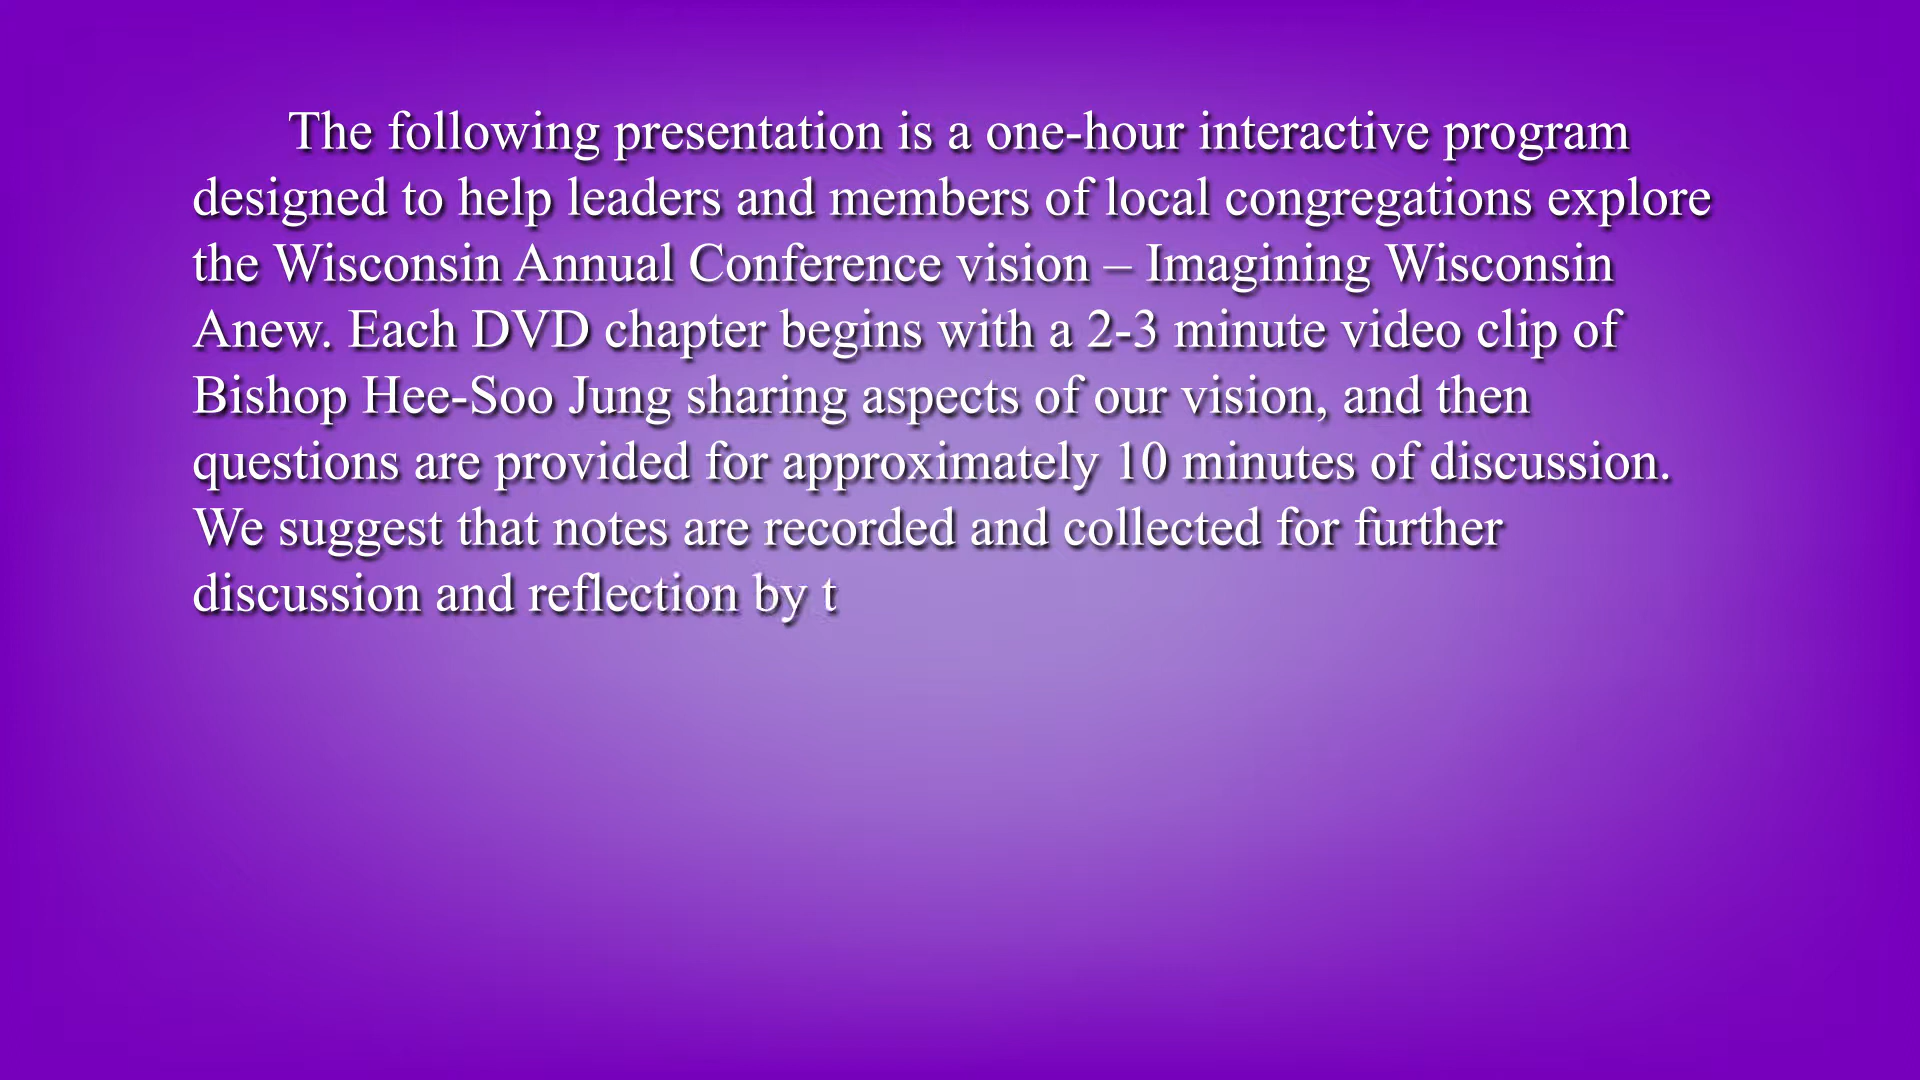 The following presentation is a one-hour interactive program
designed to help leaders and members of local congregations explore
the Wisconsin Annual Conference vision – Imagining Wisconsin
Anew. Each DVD chapter begins with a 2-3 minute video clip of
Bishop Hee-Soo Jung sharing aspects of our vision, and then
questions are provided for approximately 10 minutes of discussion.
We suggest that notes are recorded and collected for further
discussion and reflection by t